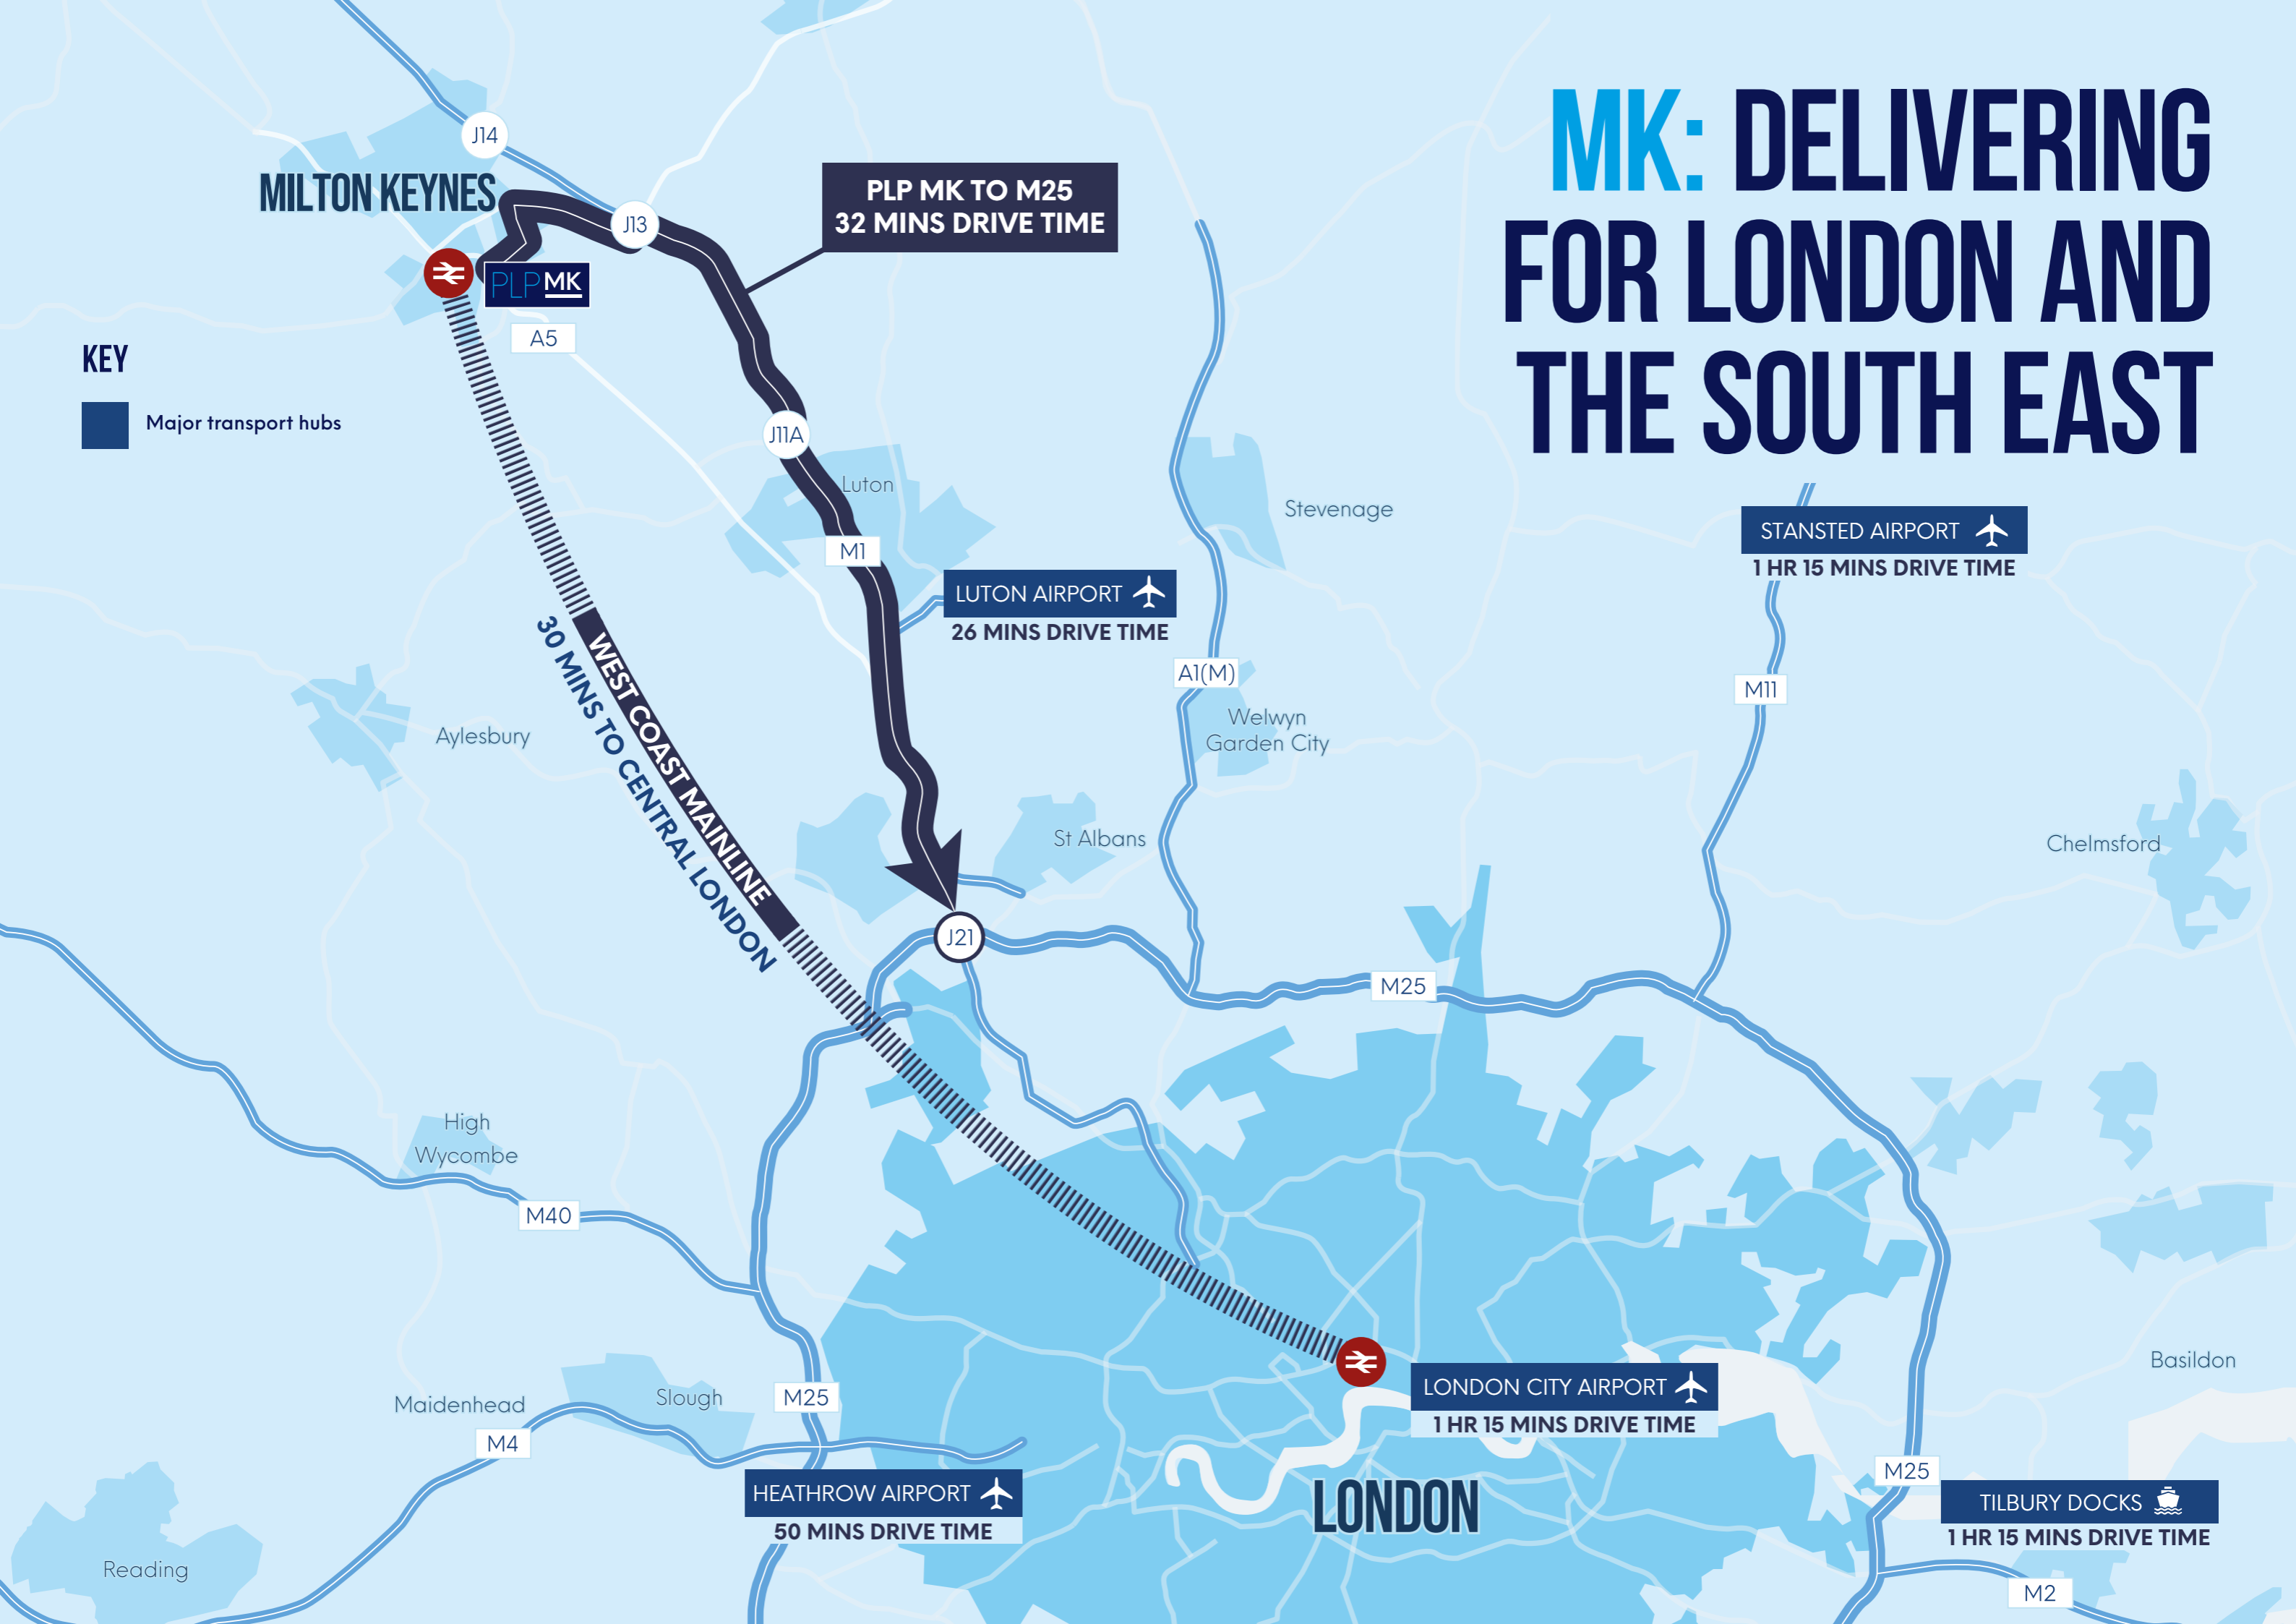 MK: DELIVERING
FOR LONDON AND
THE SOUTH EAST
J14
MILTON KEYNES
J13
PLP MK TO M25
32 MINS DRIVE TIME
PLPMK
A5
KEY
Major transport hubs
J11A
Luton
M1
Stevenage
STANSTED AIRPORT
1 HR 15 MINS DRIVE TIME
LUTON AIRPORT
26 MINS DRIVE TIME
A1(M)
M11
Welwyn
Garden City
Aylesbury
WEST COAST MAINLINE
30 MINS TO CENTRAL LONDON
St Albans
Chelmsford
J21
M25
High
Wycombe
M40
Basildon
Maidenhead
Slough
M25
M4
LONDON CITY AIRPORT
1 HR 15 MINS DRIVE TIME
HEATHROW AIRPORT
50 MINS DRIVE TIME
LONDON
M25
TILBURY DOCKS
1 HR 15 MINS DRIVE TIME
Reading
M2